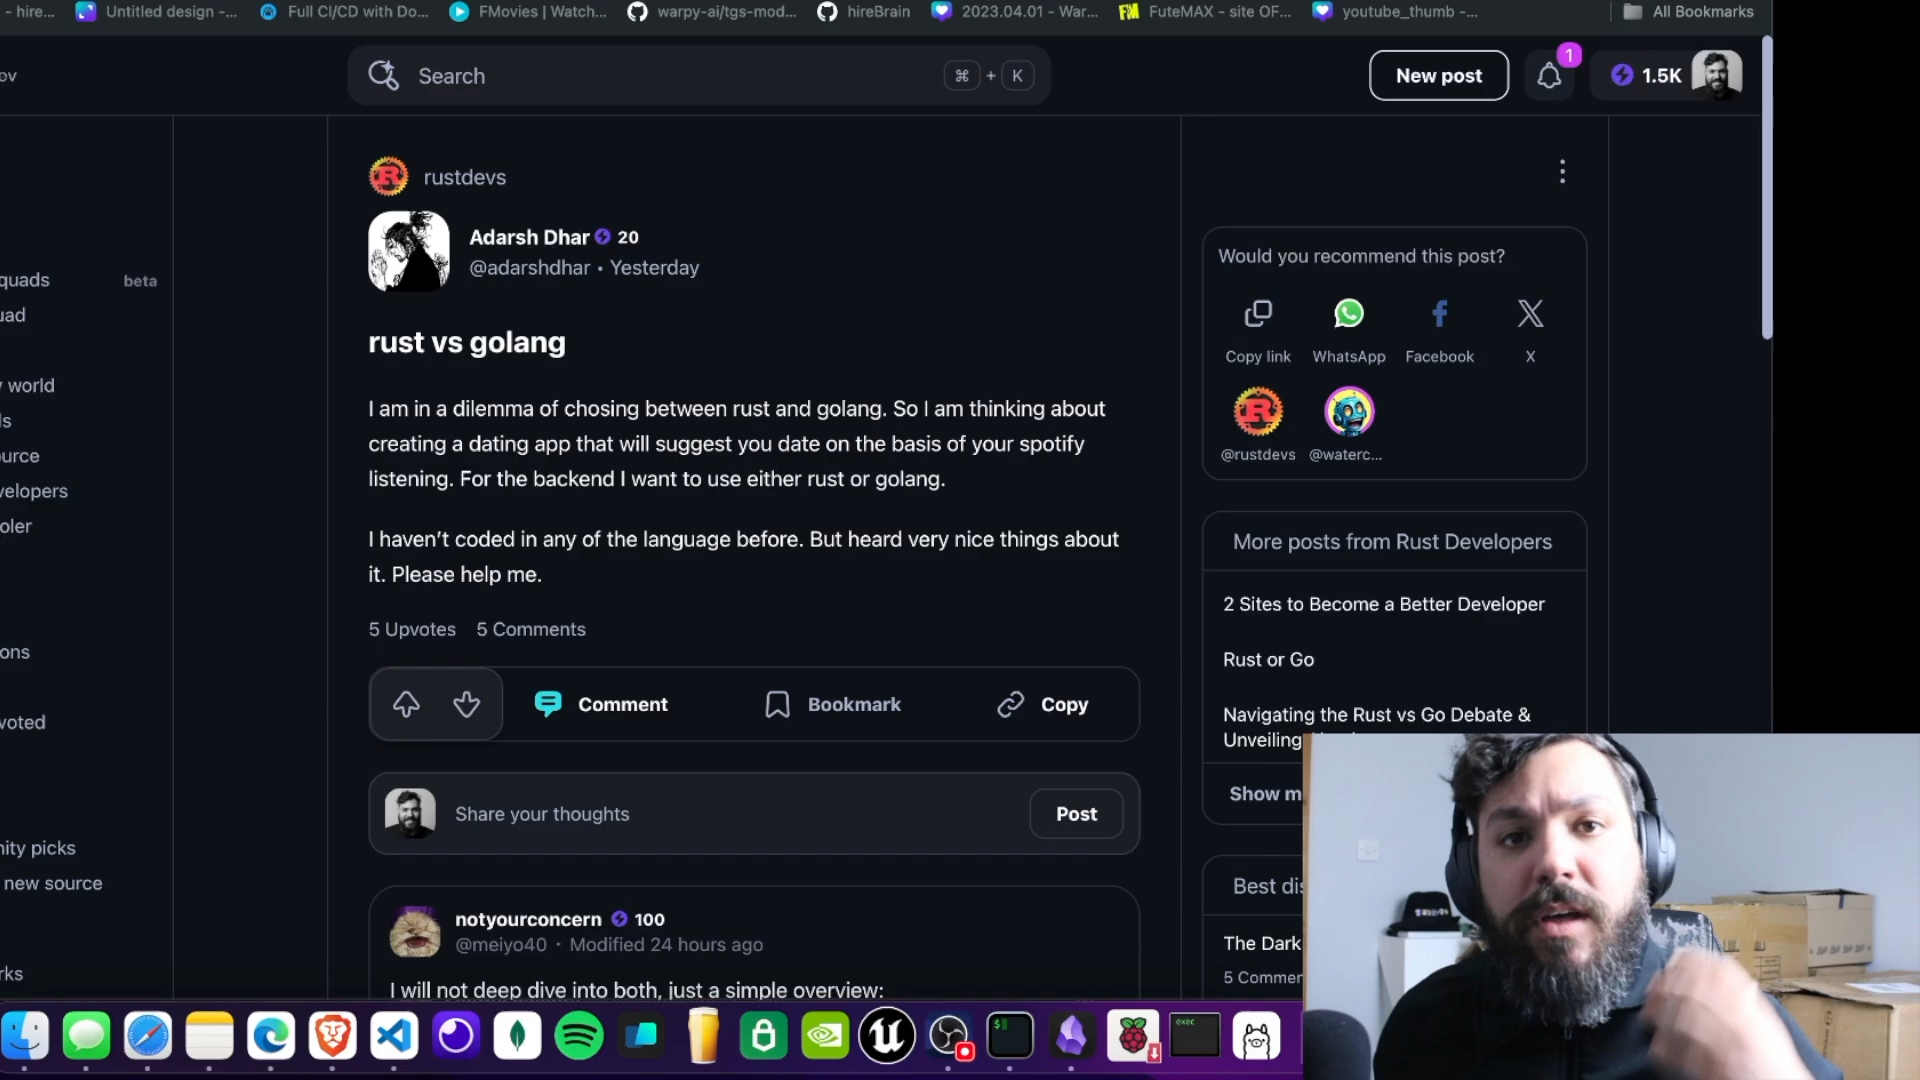 - hire...
Untitled design -...
Full CI/CD with Do...
FMovies | Watch...
warpy-ai/tgs-mod...
hireBrain
2023.04.01 - War...
FuteMAX - site OF...
youtube_thumb -...
All Bookmarks
ev
Search
⌘ + K
New post
1
1.5K
rustdevs
Adarsh Dhar 20
@adarshdhar • Yesterday
rust vs golang
I am in a dilemma of chosing between rust and golang. So I am thinking about
creating a dating app that will suggest you date on the basis of your spotify
listening. For the backend I want to use either rust or golang.
I haven’t coded in any of the language before. But heard very nice things about
it. Please help me.
5 Upvotes 5 Comments
Comment
Bookmark
Copy
Share your thoughts
Post
notyourconcern 100
@meiyo40 · Modified 24 hours ago
I will not deep dive into both, just a simple overview:
quads beta
uad
y world
ls
ource
velopers
oler
ons
voted
nity picks
new source
rks
Would you recommend this post?
Copy link
WhatsApp
Facebook
X
@rustdevs
@waterc...
More posts from Rust Developers
2 Sites to Become a Better Developer
Rust or Go
Navigating the Rust vs Go Debate &
Unveiling
Show m
Best dis
The Dark
5 Commen
exec